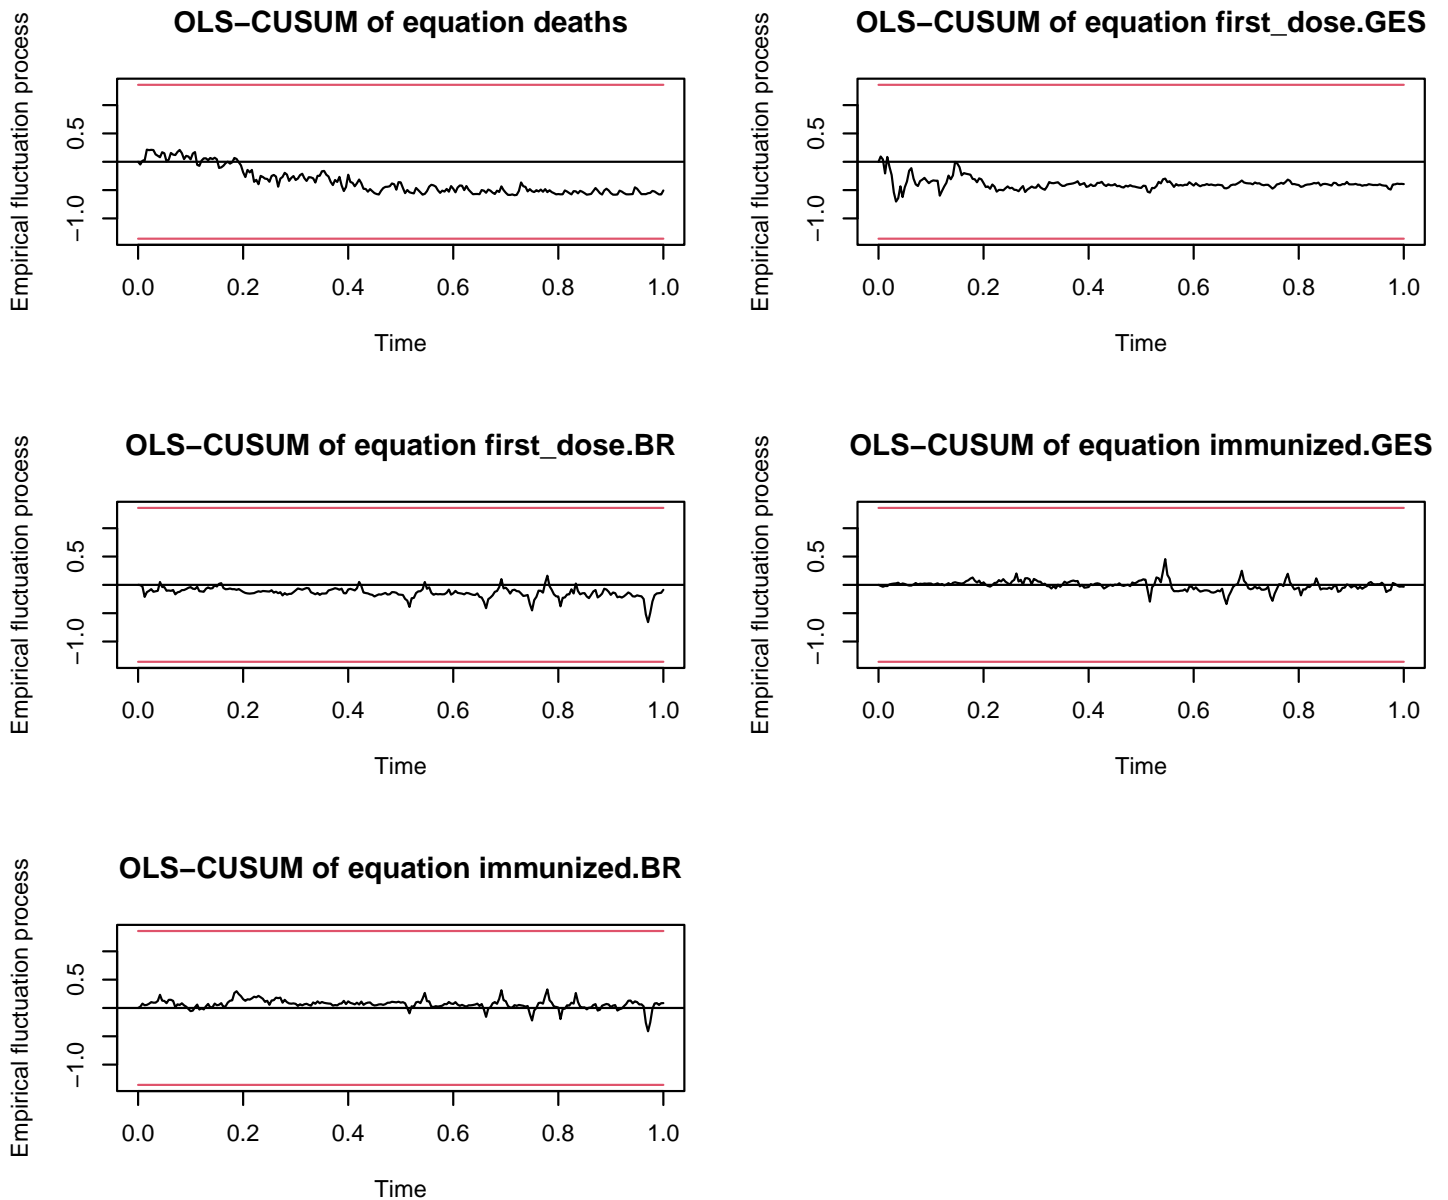 OLS−CUSUM of equation deaths
Empirical fluctuation process
0.5
−1.0
0.0 0.2 0.4 0.6 0.8 1.0
Time
OLS−CUSUM of equation first_dose.GES
Empirical fluctuation process
0.5
−1.0
0.0 0.2 0.4 0.6 0.8 1.0
Time
OLS−CUSUM of equation first_dose.BR
Empirical fluctuation process
0.5
−1.0
0.0 0.2 0.4 0.6 0.8 1.0
Time
OLS−CUSUM of equation immunized.GES
Empirical fluctuation process
0.5
−1.0
0.0 0.2 0.4 0.6 0.8 1.0
Time
OLS−CUSUM of equation immunized.BR
Empirical fluctuation process
0.5
−1.0
0.0 0.2 0.4 0.6 0.8 1.0
Time